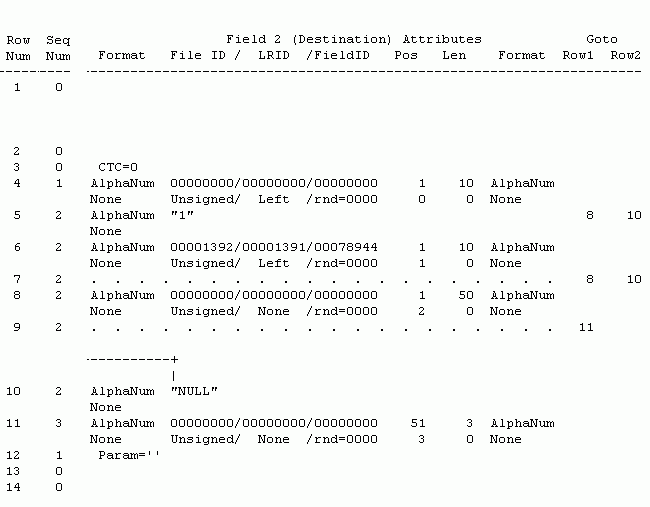 Row   Seq                    Field 2 (Destination) Attributes                 Goto
Num   Num    Format   File ID /  LRID  /FieldID   Pos   Len    Format   Row1  Row2
--------------------------------------------------------------------------------
 1     0
 2     0
 3     0     CTC=0
 4     1    AlphaNum  00000000/00000000/00000000     1    10  AlphaNum
            None      Unsigned/  Left  /rnd=0000     0     0  None
 5     2    AlphaNum  "1"                                                  8    10
            None
 6     2    AlphaNum  00001392/00001391/00078944     1    10  AlphaNum
            None      Unsigned/  Left  /rnd=0000     1     0  None
 7     2    .  .  .  .  .  .  .  .  .  .  .  .  .  .  .  .  .  .  .  .     8    10
 8     2    AlphaNum  00000000/00000000/00000000     1    50  AlphaNum
            None      Unsigned/  None  /rnd=0000     2     0  None
 9     2    .  .  .  .  .  .  .  .  .  .  .  .  .  .  .  .  .  .  .  .    11
            ----------+
                      |
10     2    AlphaNum  "NULL"
            None
11     3    AlphaNum  00000000/00000000/00000000    51     3  AlphaNum
            None      Unsigned/  None  /rnd=0000     3     0  None
12     1     Param=''
13     0
14     0